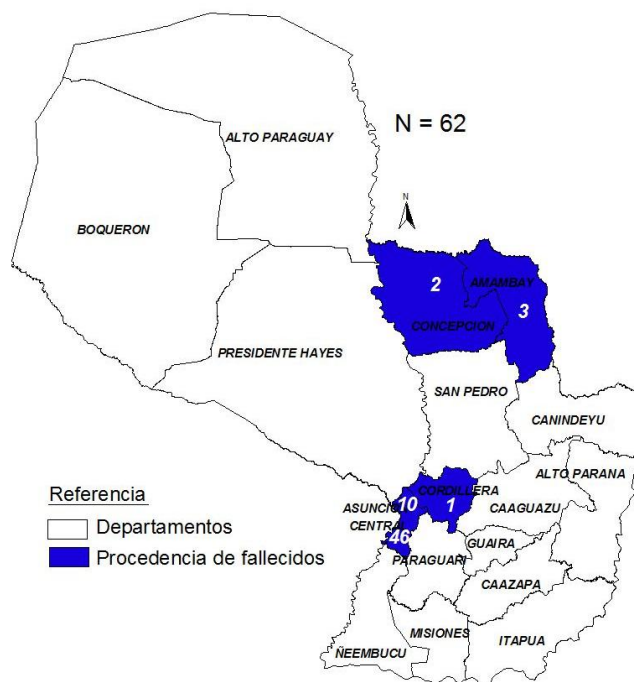 N = 62
ALTO PARAGUAY
N
BOQUERON
2
AMAMBAY
3
CONCEPCION
PRESIDENTE HAYES
SAN PEDRO
CANINDEYU
ALTO PARANA
Referencia
Departamentos
Procedencia de fallecidos
CORDILLERA
10
1
ASUNCIO
CAAGUAZU
CENTRAL
46
GUAIRA
PARAGUARI
CAAZAPA
MISIONES
ITAPUA
ÑEEMBUCU